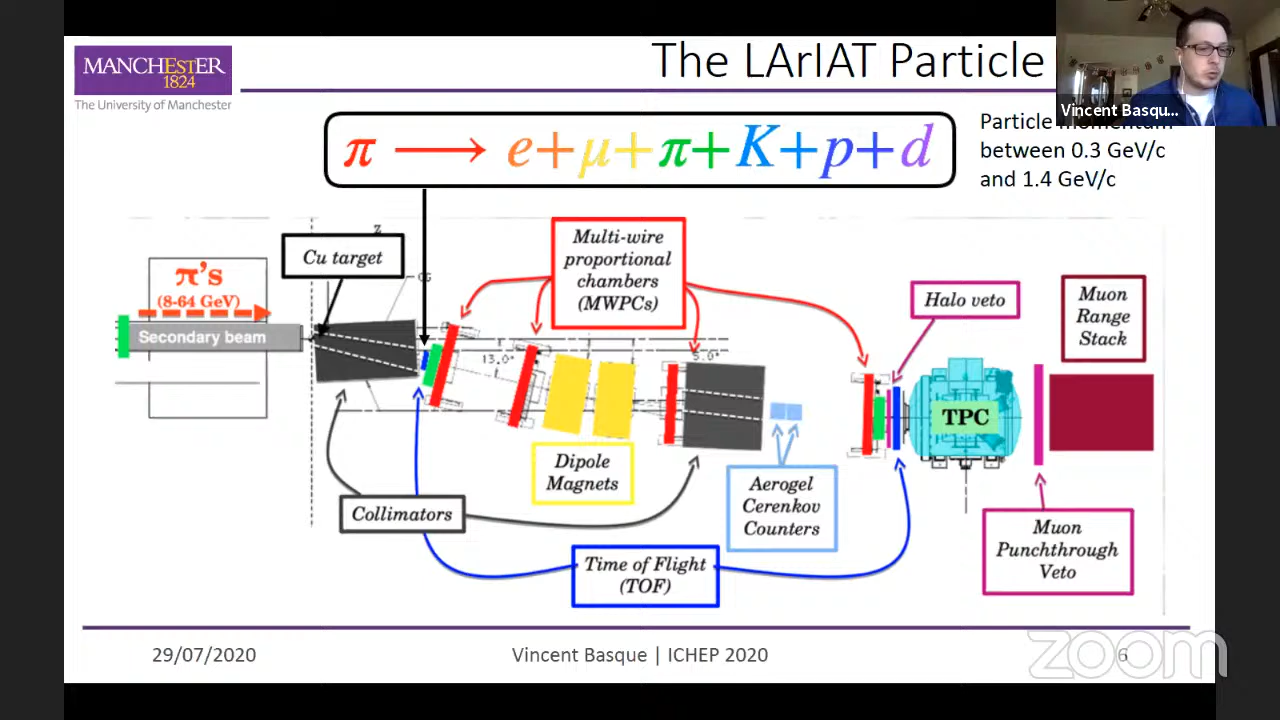 MANCHESTER
1824
The University of Manchester
The LArIAT Particle
Vincent Basqu...
π ⟶ e+μ+π+K+p+d
Particle momentum
between 0.3 GeV/c
and 1.4 GeV/c
z
Cu target
π's
(8-64 GeV)
Secondary beam
Multi-wire
proportional
chambers
(MWPCs)
13.0°
5.0°
Halo veto
Muon
Range
Stack
TPC
Dipole
Magnets
Collimators
Aerogel
Cerenkov
Counters
Time of Flight
(TOF)
Muon
Punchthrough
Veto
29/07/2020
Vincent Basque | ICHEP 2020
6
zoom